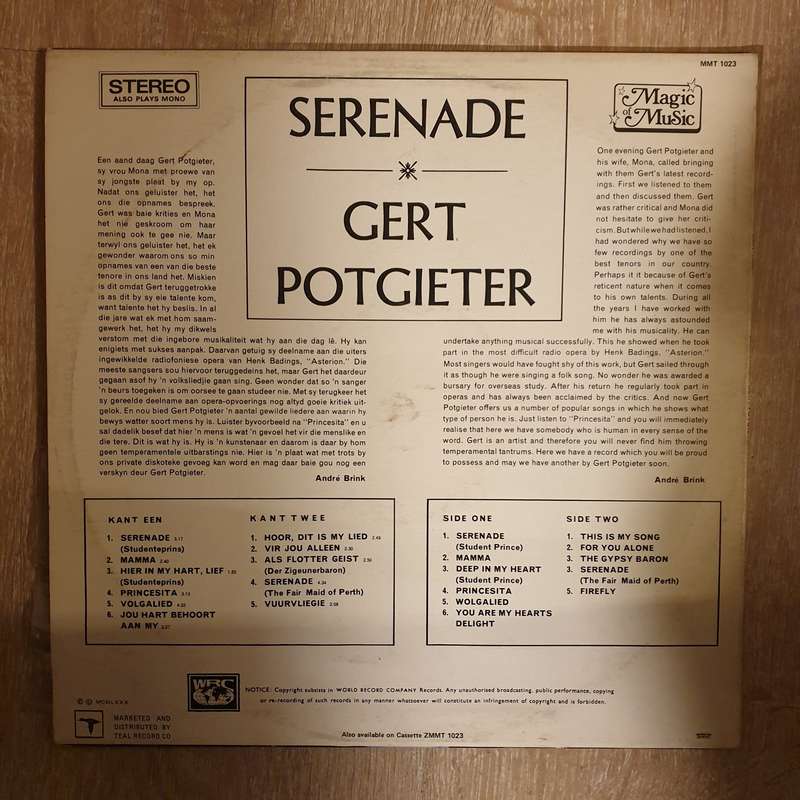 MMT 1023
STEREO
ALSO PLAYS MONO
SERENADE
GERT
POTGIETER
Magic
of
Music
Een aand daag Gert Potgieter,
sy vrou Mona met proewe van
sy jongste plaat by my op.
Nadat ons geluister het, het
ons die opnames bespreek.
Gert was baie krities en Mona
het nie geskroom om haar
mening ook te gee nie. Maar
terwyl ons geluister het, het ek
gewonder waarom ons so min
opnames van een van die beste
tenore in ons land het. Miskien
is dit omdat Gert teruggetrokke
is as dit by sy eie talente kom,
want talente het hy beslis. In al
die jare wat ek met hom saam-
gewerk het, het hy my dikwels
verstom met die ingebore musikaliteit wat hy aan die dag lê. Hy kan
enigiets met sukses aanpak. Daarvan getuig sy deelname aan die uiters
ingewikkelde radiofoniese opera van Henk Badings, "Asterion." Die
meeste sangers sou hiervoor teruggedeins het, maar Gert het daardeur
gegaan asof hy 'n volksliedjie gaan sing. Geen wonder dat so 'n sanger
'n beurs toegeken is om oorsee te gaan studeer nie. Met sy terugkeer het
sy gereelde deelname aan opera-opvoerings nog altyd goeie kritiek uit-
gelok. En nou bied Gert Potgieter 'n aantal gewilde liedere aan waarin hy
bewys watter soort mens hy is. Luister byvoorbeeld na "Princesita" en u
sal dadelik besef dat hier 'n mens is wat 'n gevoel het vir die menslike en
die tere. Dit is wat hy is. Hy is 'n kunstenaar en daarom is daar by hom
geen temperamentele uitbarstings nie. Hier is 'n plaat wat met trots by
ons private diskoteke gevoeg kan word en mag daar baie gou nog een
verskyn deur Gert Potgieter.
André Brink
One evening Gert Potgieter and
his wife, Mona, called bringing
with them Gert's latest record-
ings. First we listened to them
and then discussed them. Gert
was rather critical and Mona did
not hesitate to give her criti-
cism. But while we had listened, I
had wondered why we have so
few recordings by one of the
best tenors in our country.
Perhaps it it because of Gert's
reticent nature when it comes
to his own talents. During all
the years I have worked with
him he has always astounded
me with his musicality. He can
undertake anything musical successfully. This he showed when he took
part in the most difficult radio opera by Henk Badings, "Asterion."
Most singers would have fought shy of this work, but Gert sailed through
it as though he were singing a folk song. No wonder he was awarded a
bursary for overseas study. After his return he regularly took part in
operas and has always been acclaimed by the critics. And now Gert
Potgieter offers us a number of popular songs in which he shows what
type of person he is. Just listen to "Princesita" and you will immediately
realise that here we have somebody who is human in every sense of the
word. Gert is an artist and therefore you will never find him throwing
temperamental tantrums. Here we have a record which you will be proud
to possess and may we have another by Gert Potgieter soon.
André Brink
KANT EEN
1. SERENADE 3.17
(Studenteprins)
2. MAMMA 2.40
3. HIER IN MY HART, LIEF
(Studenteprins)
4. PRINCESITA
5. VOLGALIED
6. JOU HART BEHOORT
AAN MY
KANT TWEE
1. HOOR, DIT IS MY LIED
2. VIR JOU ALLEEN 2.30
3. ALS FLOTTER GEIST
(Der Zigeunerbaron)
4. SERENADE
(The Fair Maid of Perth)
5. VUURVLIEGIE
SIDE ONE
1. SERENADE
(Student Prince)
2. MAMMA
3. DEEP IN MY HEART
(Student Prince)
4. PRINCESITA
5. WOLGALIED
6. YOU ARE MY HEARTS
DELIGHT
SIDE TWO
1. THIS IS MY SONG
2. FOR YOU ALONE
3. THE GYPSY BARON
3. SERENADE
(The Fair Maid of Perth)
5. FIREFLY
WRC
NOTICE: Copyright subsists in WORLD RECORD COMPANY Records. Any unauthorised broadcasting, public performance, copying
or re-recording of such records in any manner whatsoever will constitute an infringement of copyright and is forbidden.
MARKETED AND
DISTRIBUTED BY
TEAL RECORD CO
Also available on Cassette ZMMT 1023